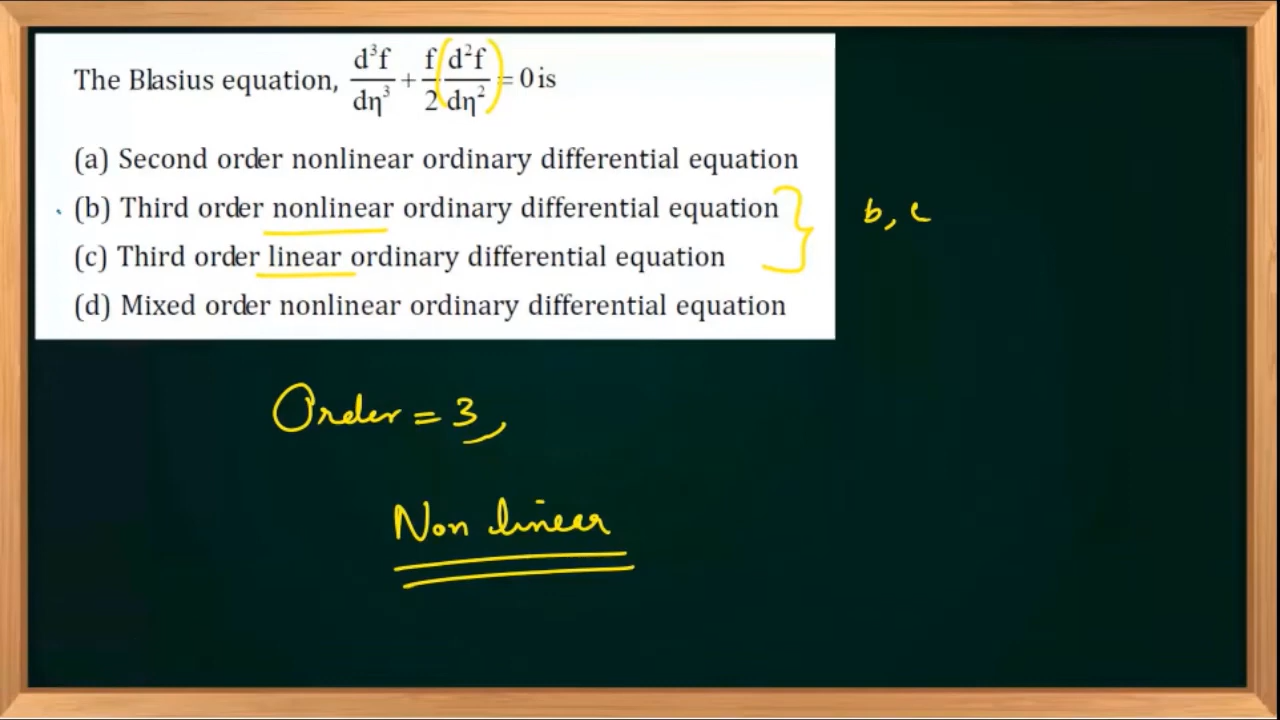 The Blasius equation, d³f/dη³ + f/2 (d²f/dη²) = 0 is
(a) Second order nonlinear ordinary differential equation
(b) Third order nonlinear ordinary differential equation
(c) Third order linear ordinary differential equation
(d) Mixed order nonlinear ordinary differential equation
b, c
Order = 3,
Non linear